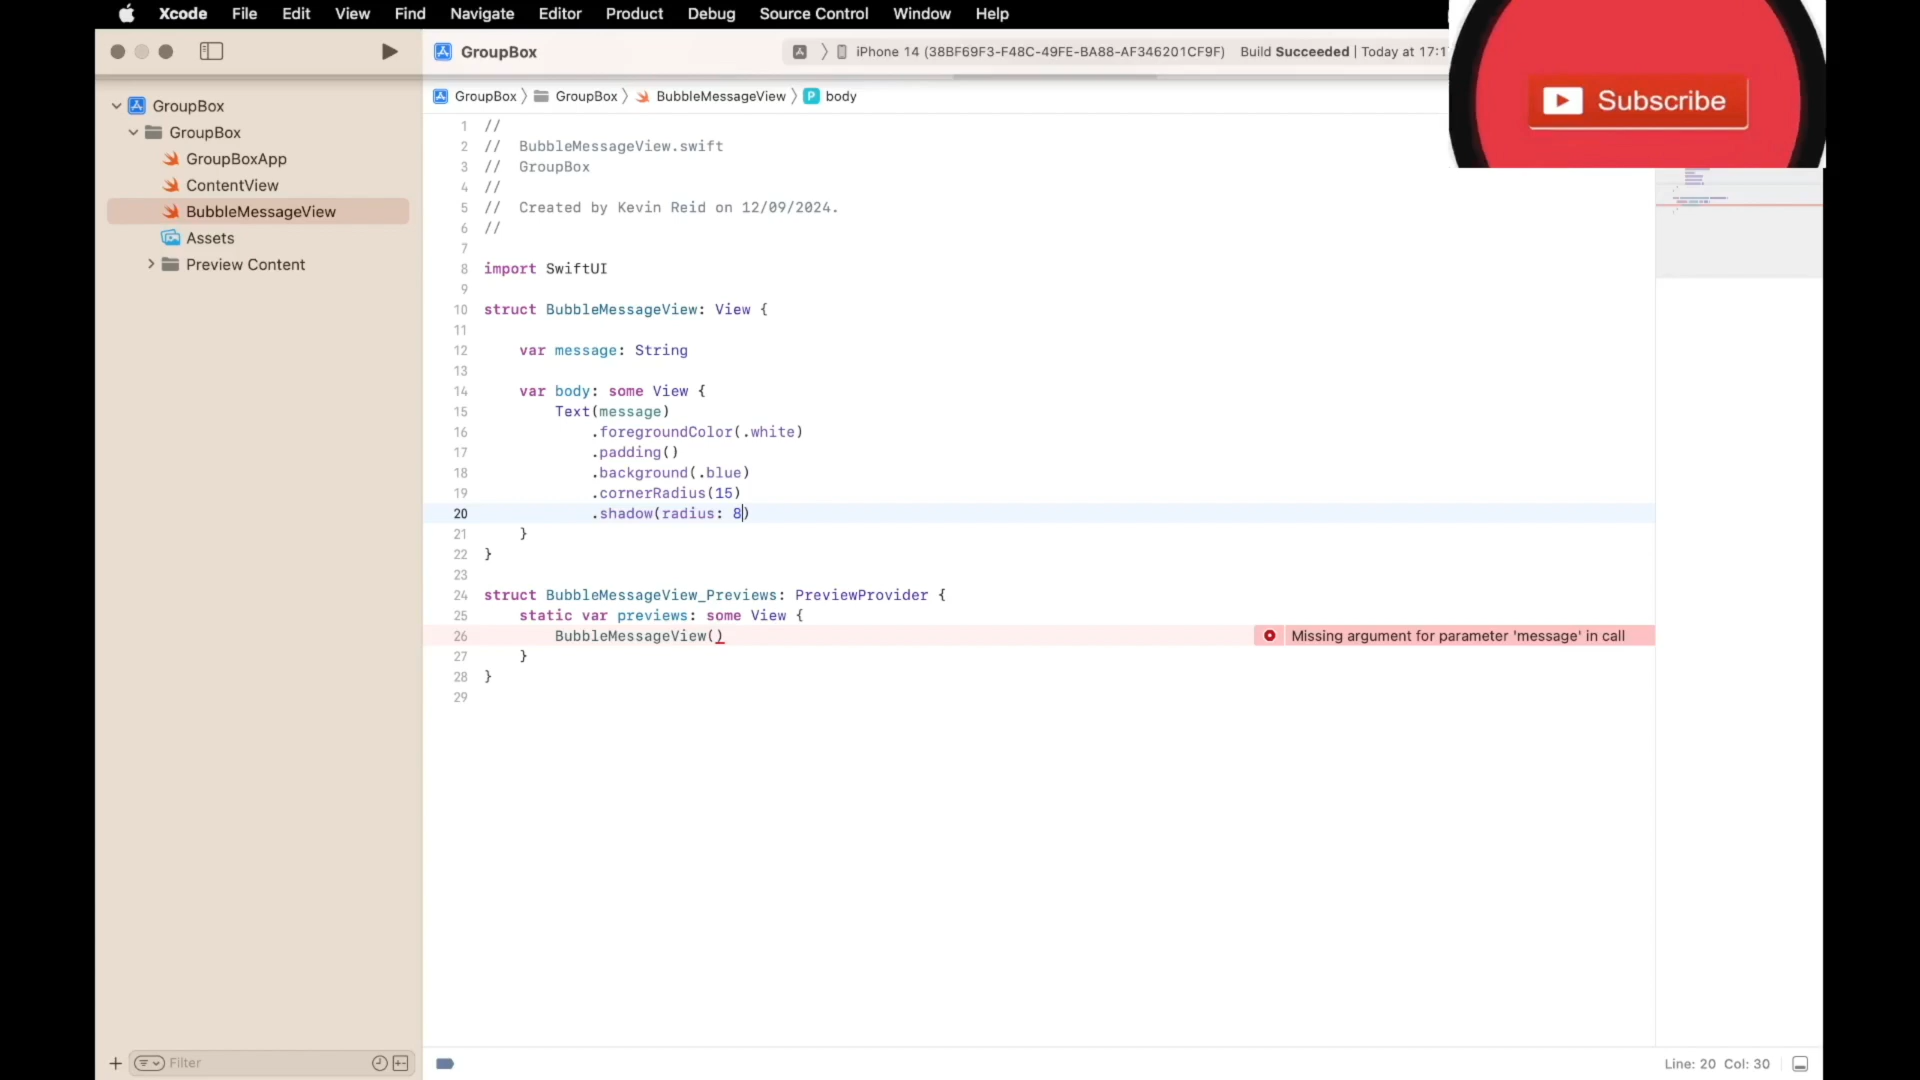 Xcode File Edit View Find Navigate Editor Product Debug Source Control Window Help
GroupBox
iPhone 14 (38BF69F3-F48C-49FE-BA88-AF346201CF9F) Build Succeeded | Today at 17:1
Subscribe
GroupBox
GroupBox
GroupBoxApp
ContentView
BubbleMessageView
Assets
Preview Content
GroupBox GroupBox BubbleMessageView P body
1 //
2 //  BubbleMessageView.swift
3 //  GroupBox
4 //
5 //  Created by Kevin Reid on 12/09/2024.
6 //
7
8 import SwiftUI
9
10 struct BubbleMessageView: View {
11
12     var message: String
13
14     var body: some View {
15         Text(message)
16             .foregroundColor(.white)
17             .padding()
18             .background(.blue)
19             .cornerRadius(15)
20             .shadow(radius: 8)
21     }
22 }
23
24 struct BubbleMessageView_Previews: PreviewProvider {
25     static var previews: some View {
26         BubbleMessageView() Missing argument for parameter 'message' in call
27     }
28 }
29
Filter
Line: 20 Col: 30